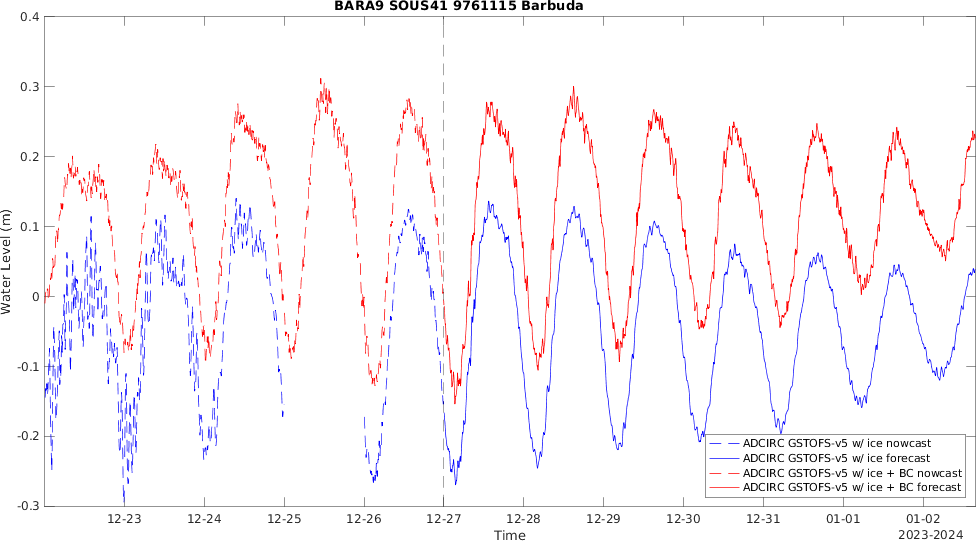 BARA9 SOUS41 9761115 Barbuda
0.4
0.3
0.2
0.1
0
-0.1
-0.2
-0.3
Water Level (m)
ADCIRC GSTOFS-v5 w/ ice nowcast
ADCIRC GSTOFS-v5 w/ ice forecast
ADCIRC GSTOFS-v5 w/ ice + BC nowcast
ADCIRC GSTOFS-v5 w/ ice + BC forecast
12-23 12-24 12-25 12-26 12-27 12-28 12-29 12-30 12-31 01-01 01-02
Time
2023-2024